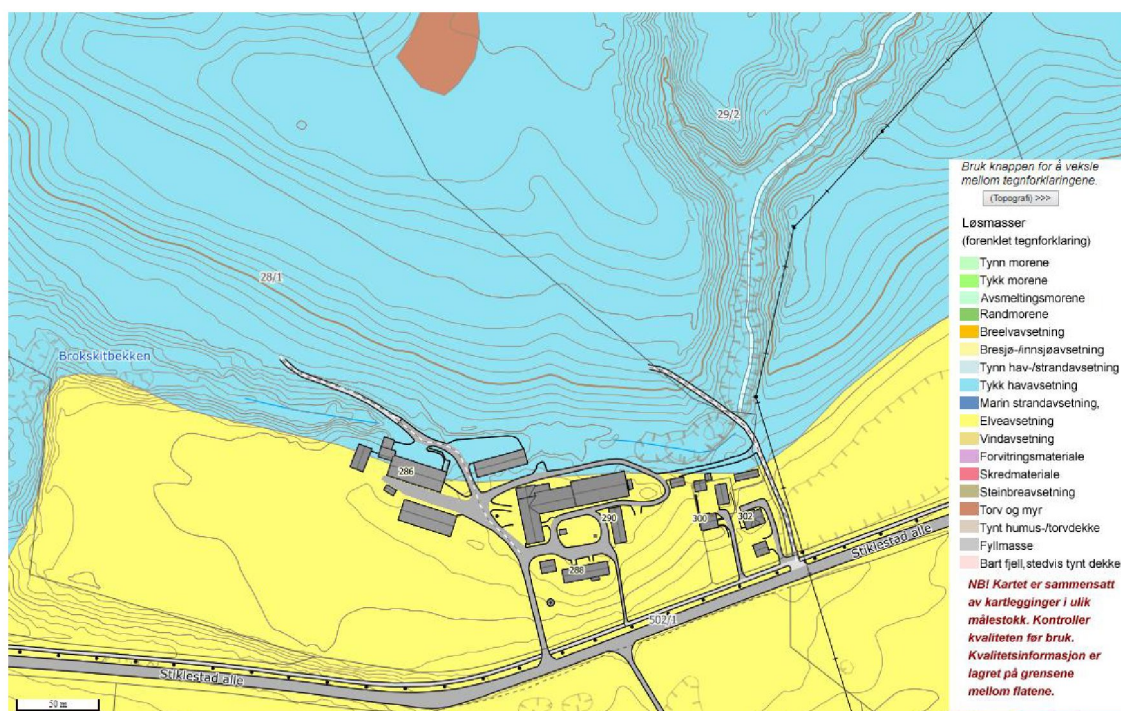 29/2
28/1
Brokskitbekken
286
290
300
302
288
Stiklestad alle
502/1
Stiklestad alle
50 m
Bruk knappen for å veksle
mellom tegnforklaringene.
(Topografi) >>>
Løsmasser
(forenklet tegnforklaring)
Tynn morene
Tykk morene
Avsmeltingsmorene
Randmorene
Breelvavsetning
Bresjø-/innsjøavsetning
Tynn hav-/strandavsetning
Tykk havavsetning
Marin strandavsetning,
Elveavsetning
Vindavsetning
Forvitringsmateriale
Skredmateriale
Steinbreavsetning
Torv og myr
Tynt humus-/torvdekke
Fyllmasse
Bart fjell,stedvis tynt dekke
NB! Kartet er sammensatt
av kartlegginger i ulik
målestokk. Kontroller
kvaliteten før bruk.
Kvalitetsinformasjon er
lagret på grensene
mellom flatene.